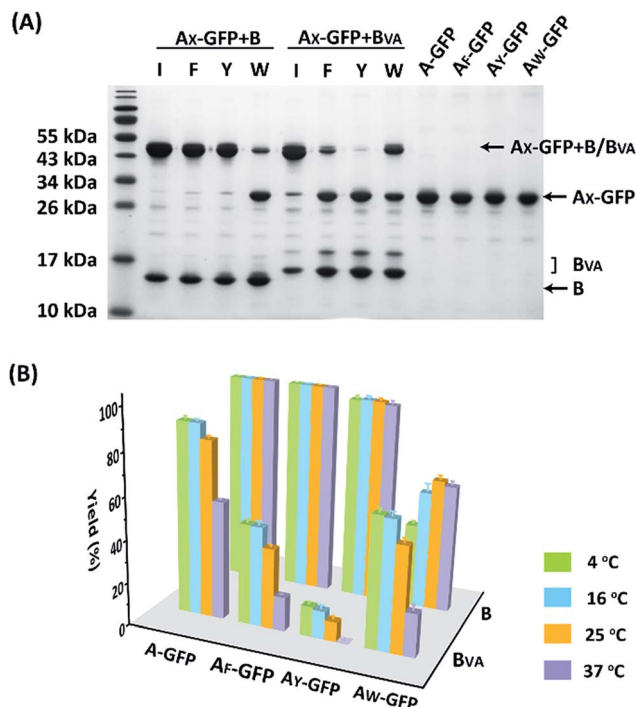 (A)
Ax-GFP+B Ax-GFP+BVA A-GFP AF-GFP AY-GFP AW-GFP
I F Y W I F Y W
55 kDa
43 kDa
34 kDa
26 kDa
17 kDa
10 kDa
Ax-GFP+B/BVA
Ax-GFP
BVA
B
(B)
Yield (%)
100
80
60
40
20
0
A-GFP AF-GFP AY-GFP AW-GFP
BVA
B
4 °C
16 °C
25 °C
37 °C